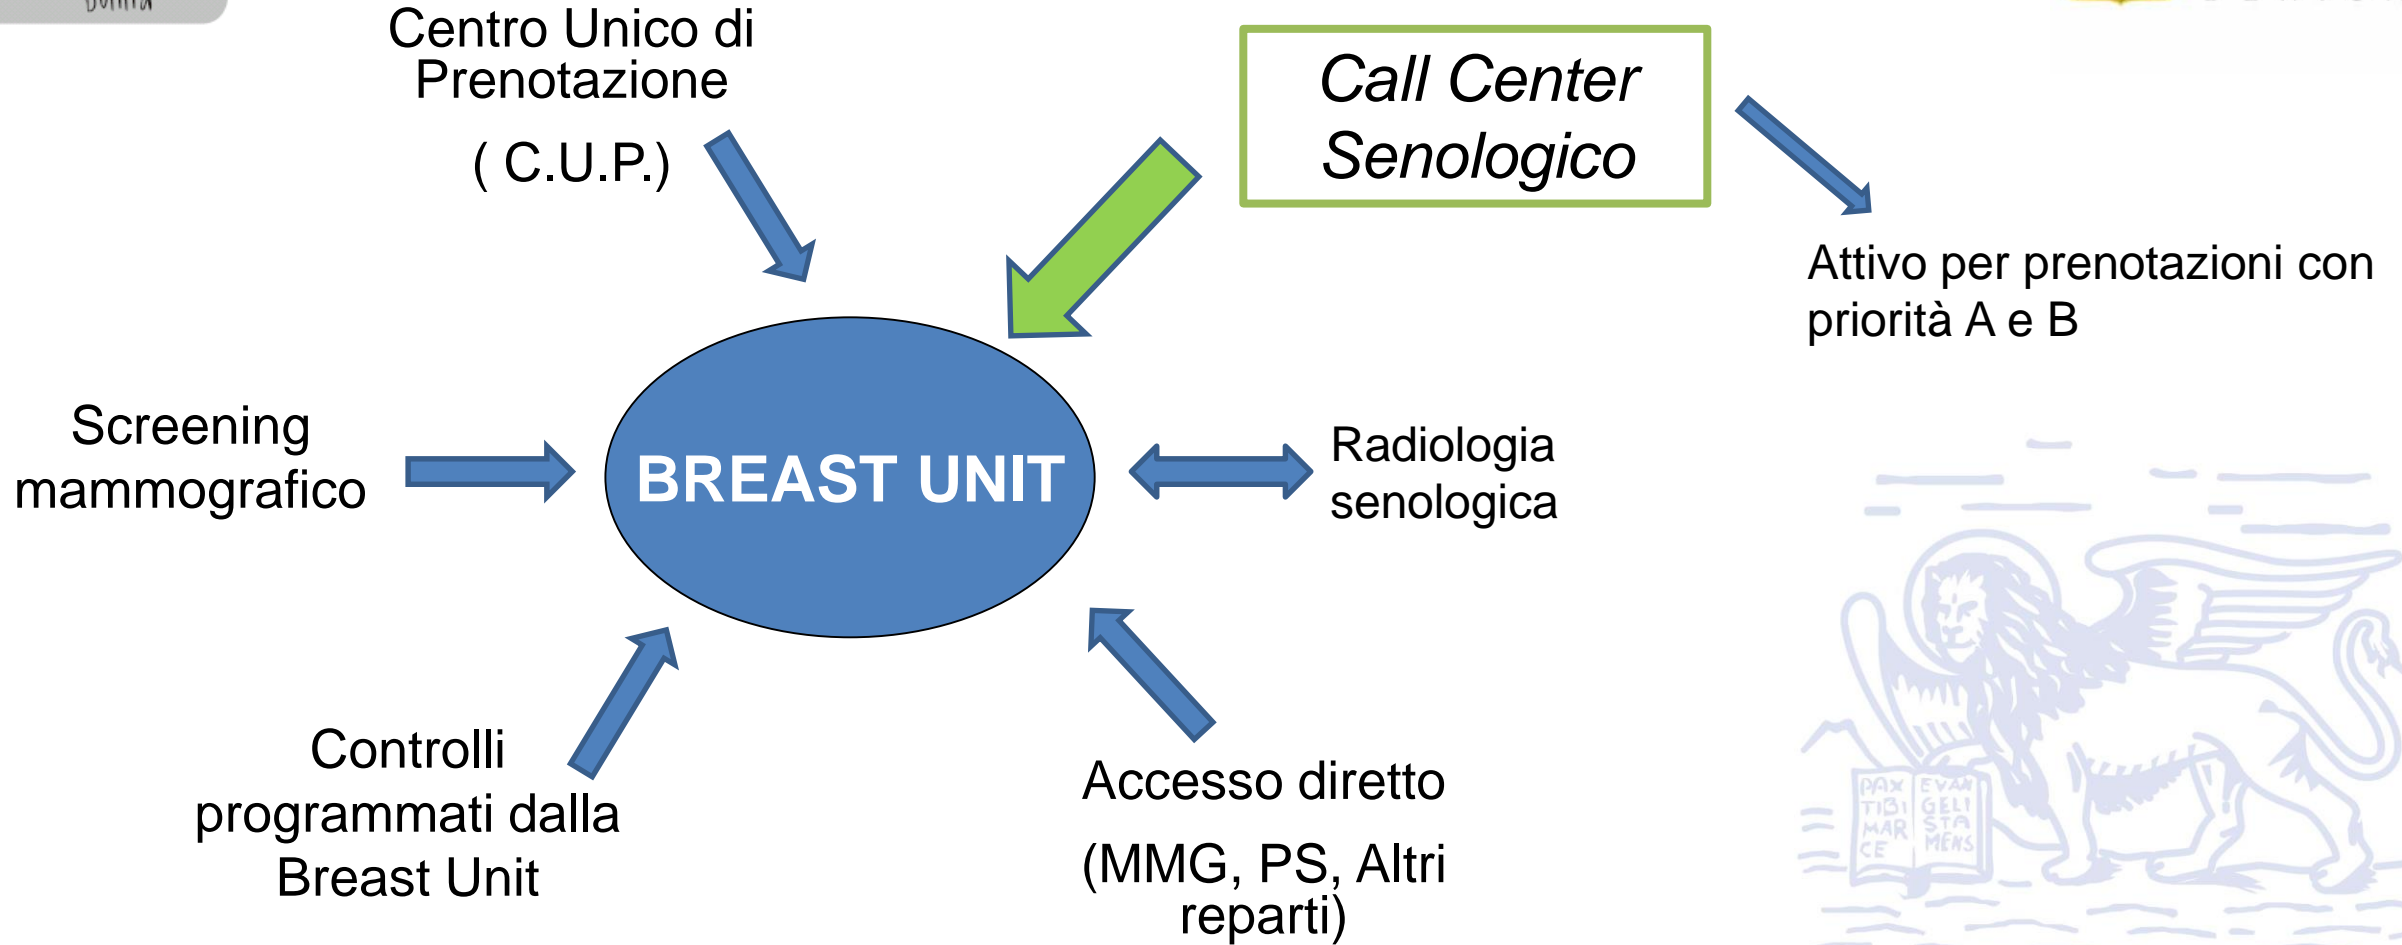 Centro Unico di
Prenotazione
( C.U.P.)
Call Center
Senologico
Attivo per prenotazioni con
priorità A e B
Screening
mammografico
BREAST UNIT
Radiologia
senologica
Controlli
programmati dalla
Breast Unit
Accesso diretto
(MMG, PS, Altri
reparti)
PAX
TIBI
MAR
CE
EVAN
GELI
STA
MEUS